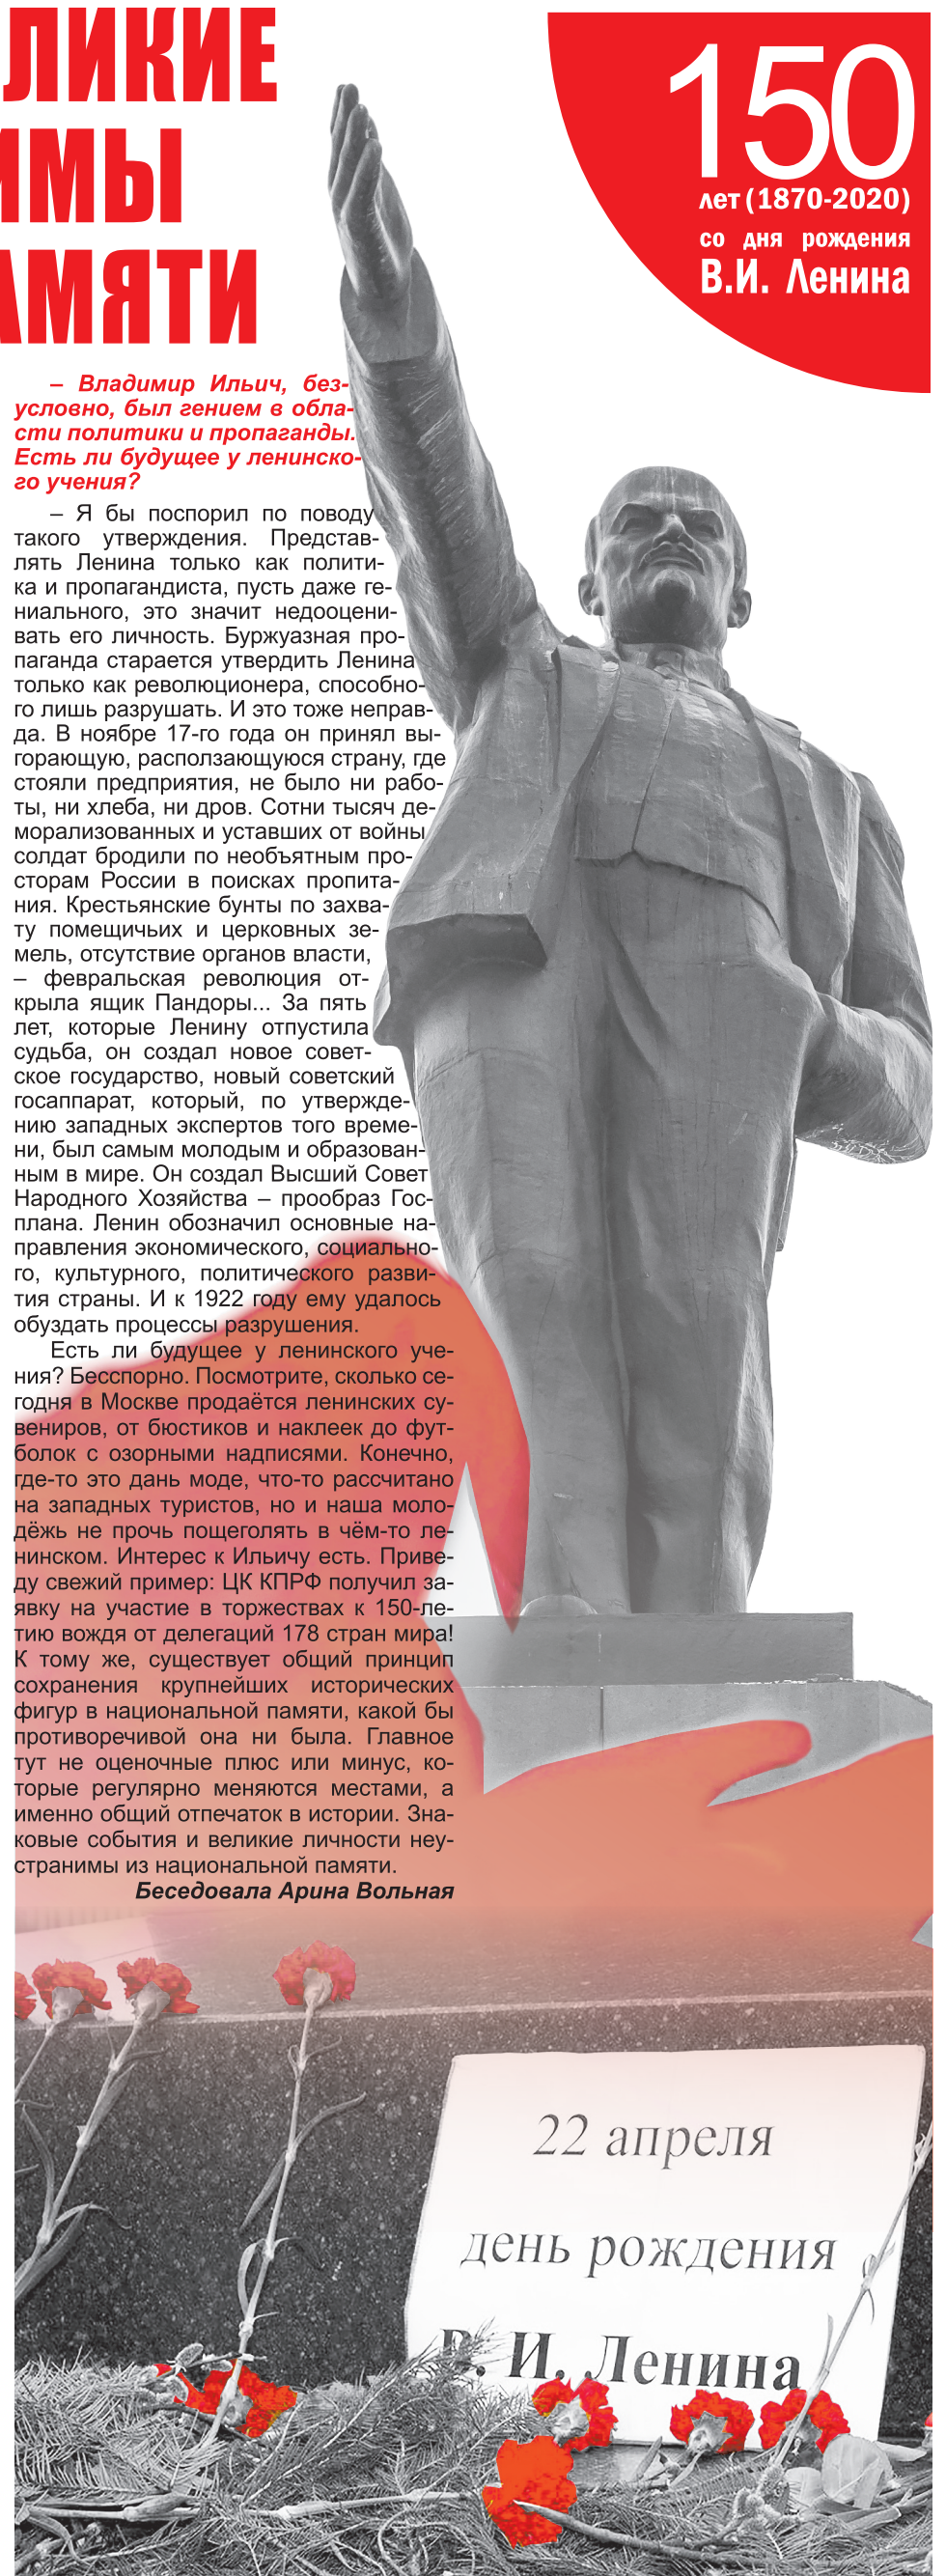 ЛИКИЕ
ИМЫ
АМЯТИ
150
лет (1870-2020)
со дня рождения
В.И. Ленина
– Владимир Ильич, без-
условно, был гением в обла-
сти политики и пропаганды.
Есть ли будущее у ленинско-
го учения?
– Я бы поспорил по поводу
такого утверждения. Представ-
лять Ленина только как полити-
ка и пропагандиста, пусть даже ге-
ниального, это значит недооцени-
вать его личность. Буржуазная про-
паганда старается утвердить Ленина
только как революционера, способно-
го лишь разрушать. И это тоже неправ-
да. В ноябре 17-го года он принял вы-
горающую, расползающуюся страну, где
стояли предприятия, не было ни рабо-
ты, ни хлеба, ни дров. Сотни тысяч де-
морализованных и уставших от войны
солдат бродили по необъятным про-
сторам России в поисках пропита-
ния. Крестьянские бунты по захва-
ту помещичьих и церковных зе-
мель, отсутствие органов власти,
– февральская революция от-
крыла ящик Пандоры... За пять
лет, которые Ленину отпустила
судьба, он создал новое совет-
ское государство, новый советский
госаппарат, который, по утвержде-
нию западных экспертов того време-
ни, был самым молодым и образован-
ным в мире. Он создал Высший Совет
Народного Хозяйства – прообраз Гос-
плана. Ленин обозначил основные на-
правления экономического, социально-
го, культурного, политического разви-
тия страны. И к 1922 году ему удалось
обуздать процессы разрушения.
Есть ли будущее у ленинского уче-
ния? Бесспорно. Посмотрите, сколько се-
годня в Москве продаётся ленинских су-
вениров, от бюстиков и наклеек до фут-
болок с озорными надписями. Конечно,
где-то это дань моде, что-то рассчитано
на западных туристов, но и наша моло-
дёжь не прочь пощеголять в чём-то ле-
нинском. Интерес к Ильичу есть. Приве-
ду свежий пример: ЦК КПРФ получил за-
явку на участие в торжествах к 150-ле-
тию вождя от делегаций 178 стран мира!
К тому же, существует общий принцип
сохранения крупнейших исторических
фигур в национальной памяти, какой бы
противоречивой она ни была. Главное
тут не оценочные плюс или минус, ко-
торые регулярно меняются местами, а
именно общий отпечаток в истории. Зна-
ковые события и великие личности неу-
странимы из национальной памяти.
Беседовала Арина Вольная
22 апреля
день рождения
В. И. Ленина